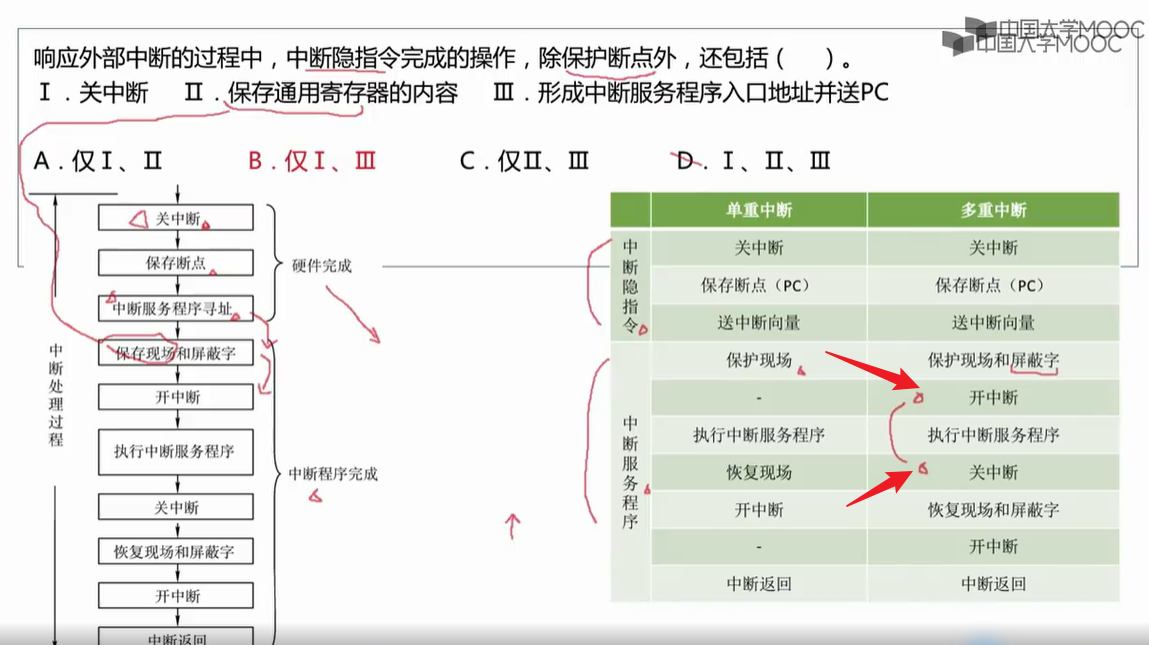 中国大学MOOC
中国大学MOOC
响应外部中断的过程中，中断隐指令完成的操作，除保护断点外，还包括（　　）。
Ⅰ．关中断　Ⅱ．保存通用寄存器的内容　Ⅲ．形成中断服务程序入口地址并送PC
A．仅Ⅰ、Ⅱ　B．仅Ⅰ、Ⅲ　C．仅Ⅱ、Ⅲ　D．Ⅰ、Ⅱ、Ⅲ
中断处理过程
关中断
保存断点
中断服务程序寻址
硬件完成
保存现场和屏蔽字
开中断
执行中断服务程序
关中断
恢复现场和屏蔽字
开中断
中断返回
中断程序完成
单重中断　多重中断
中断隐指令
关中断　关中断
保存断点（PC）　保存断点（PC）
送中断向量　送中断向量
中断服务程序
保护现场　保护现场和屏蔽字
-　开中断
执行中断服务程序　执行中断服务程序
恢复现场　关中断
开中断　恢复现场和屏蔽字
-　开中断
中断返回　中断返回